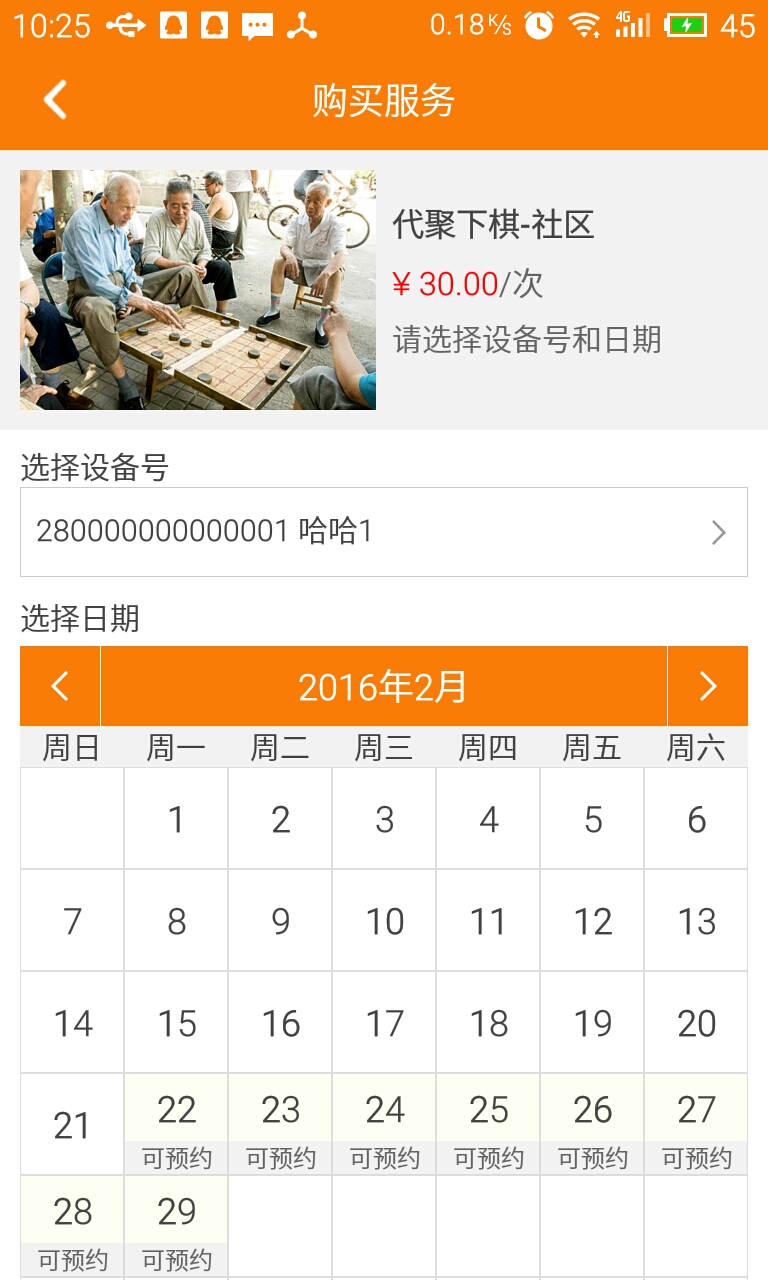 10:25 0.18 K/s 4G 45
购买服务
代聚下棋-社区
¥ 30.00/次
请选择设备号和日期
选择设备号
280000000000001 哈哈1
选择日期
2016年2月
周日 周一 周二 周三 周四 周五 周六
1 2 3 4 5 6
7 8 9 10 11 12 13
14 15 16 17 18 19 20
21 22 23 24 25 26 27
可预约 可预约 可预约 可预约 可预约 可预约
28 29
可预约 可预约